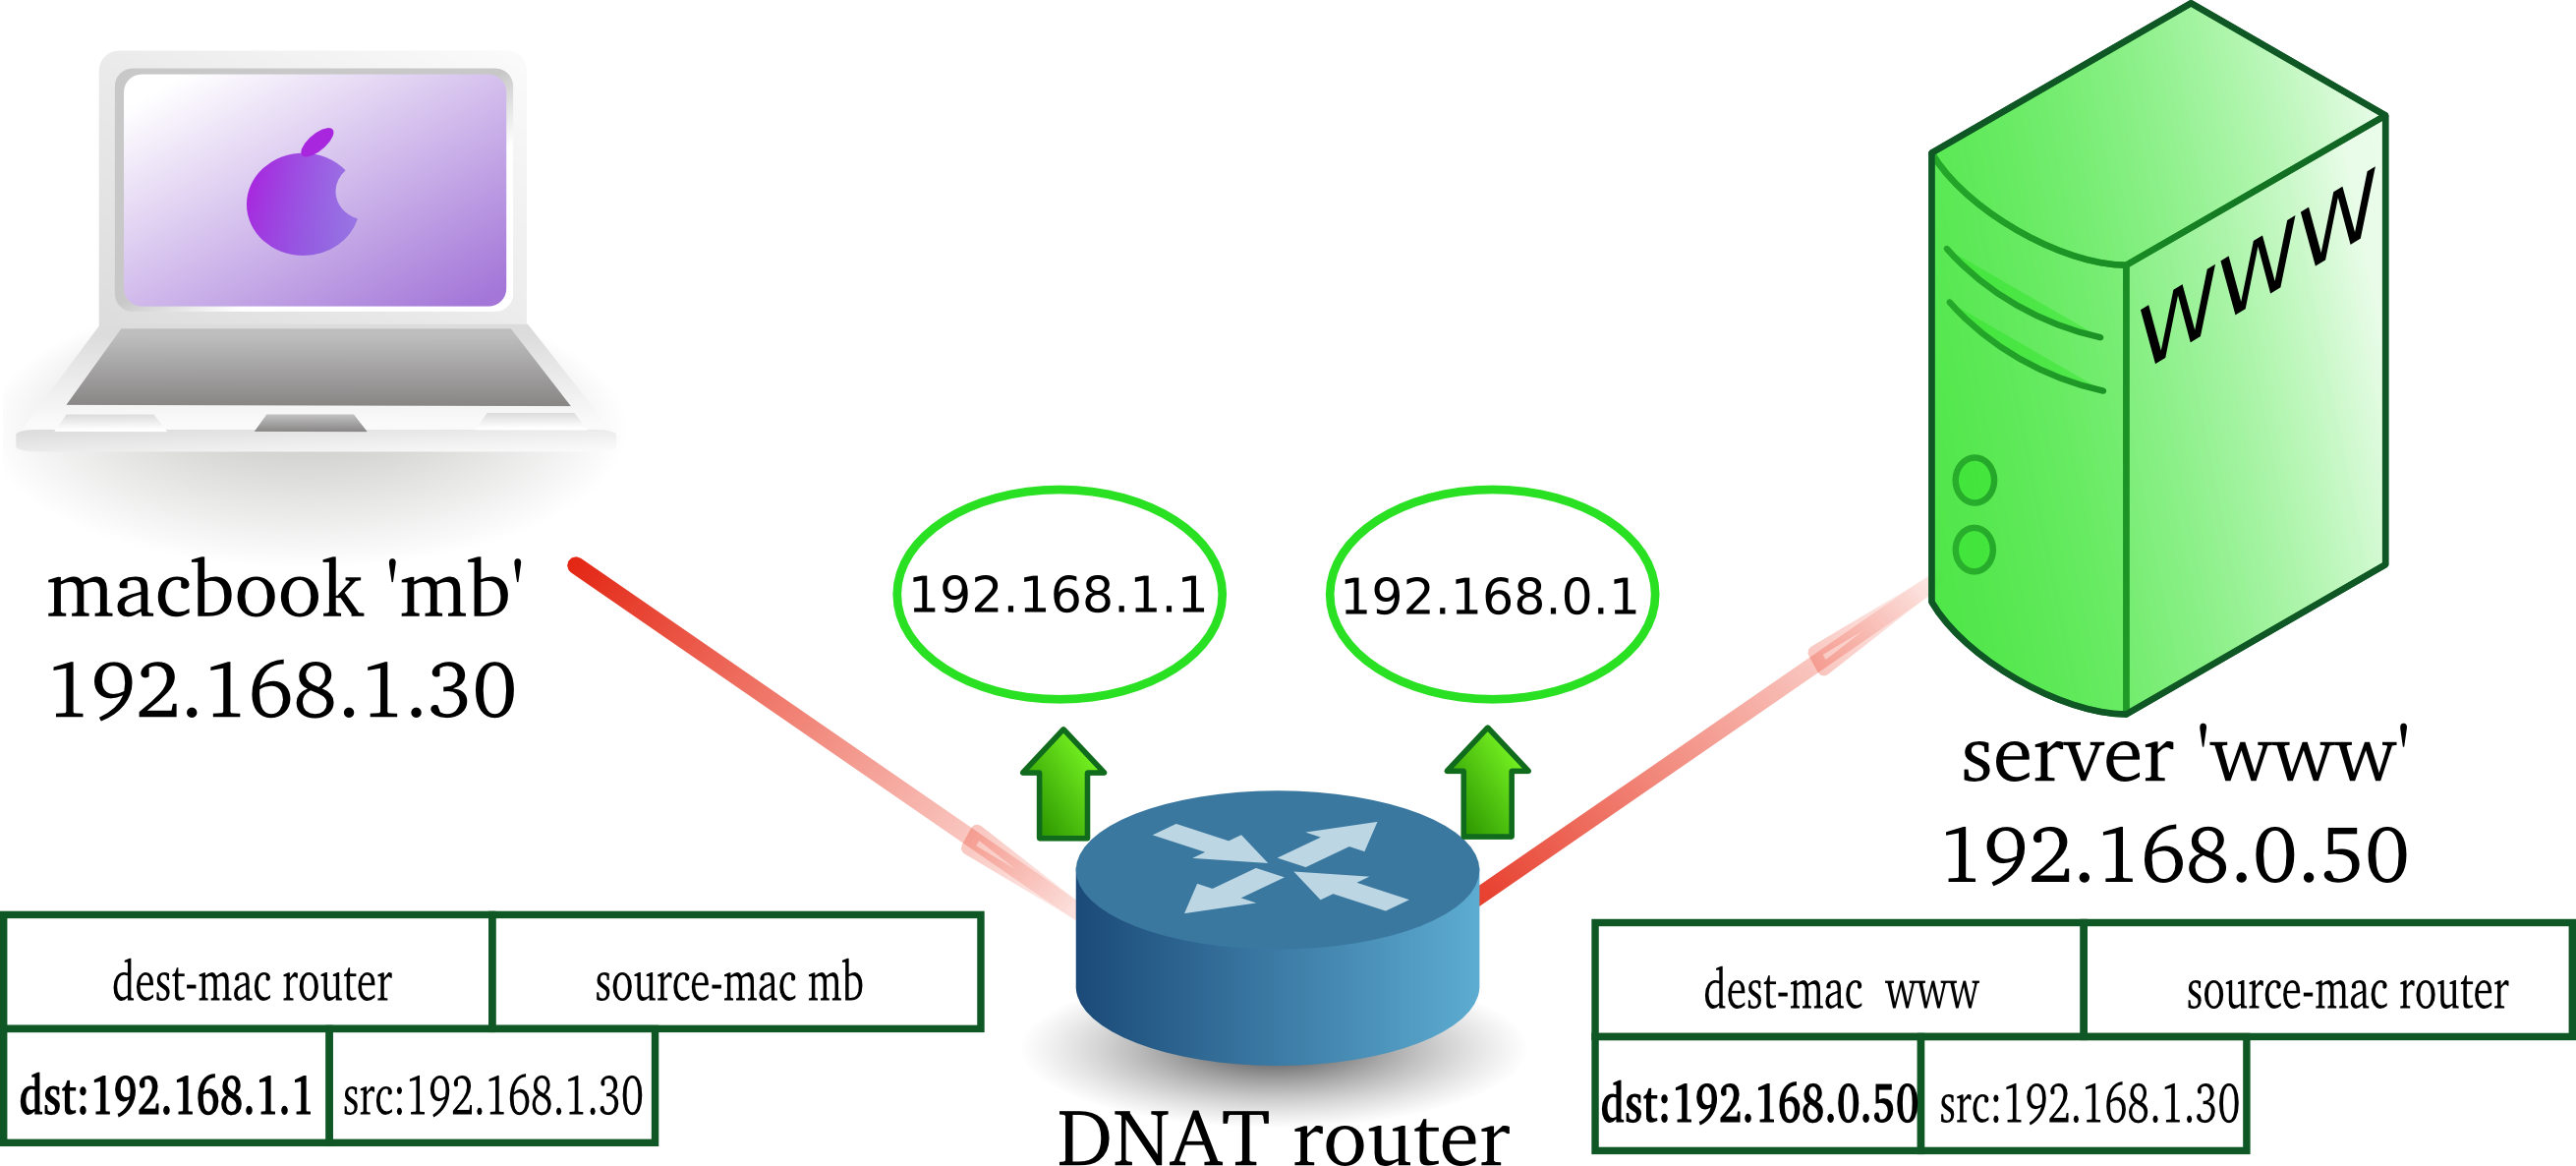 www
macbook 'mb'
192.168.1.30
192.168.1.1
192.168.0.1
server 'www'
192.168.0.50
dest-mac router
source-mac mb
dst:192.168.1.1
src:192.168.1.30
DNAT router
dest-mac www
source-mac router
dst:192.168.0.50
src:192.168.1.30